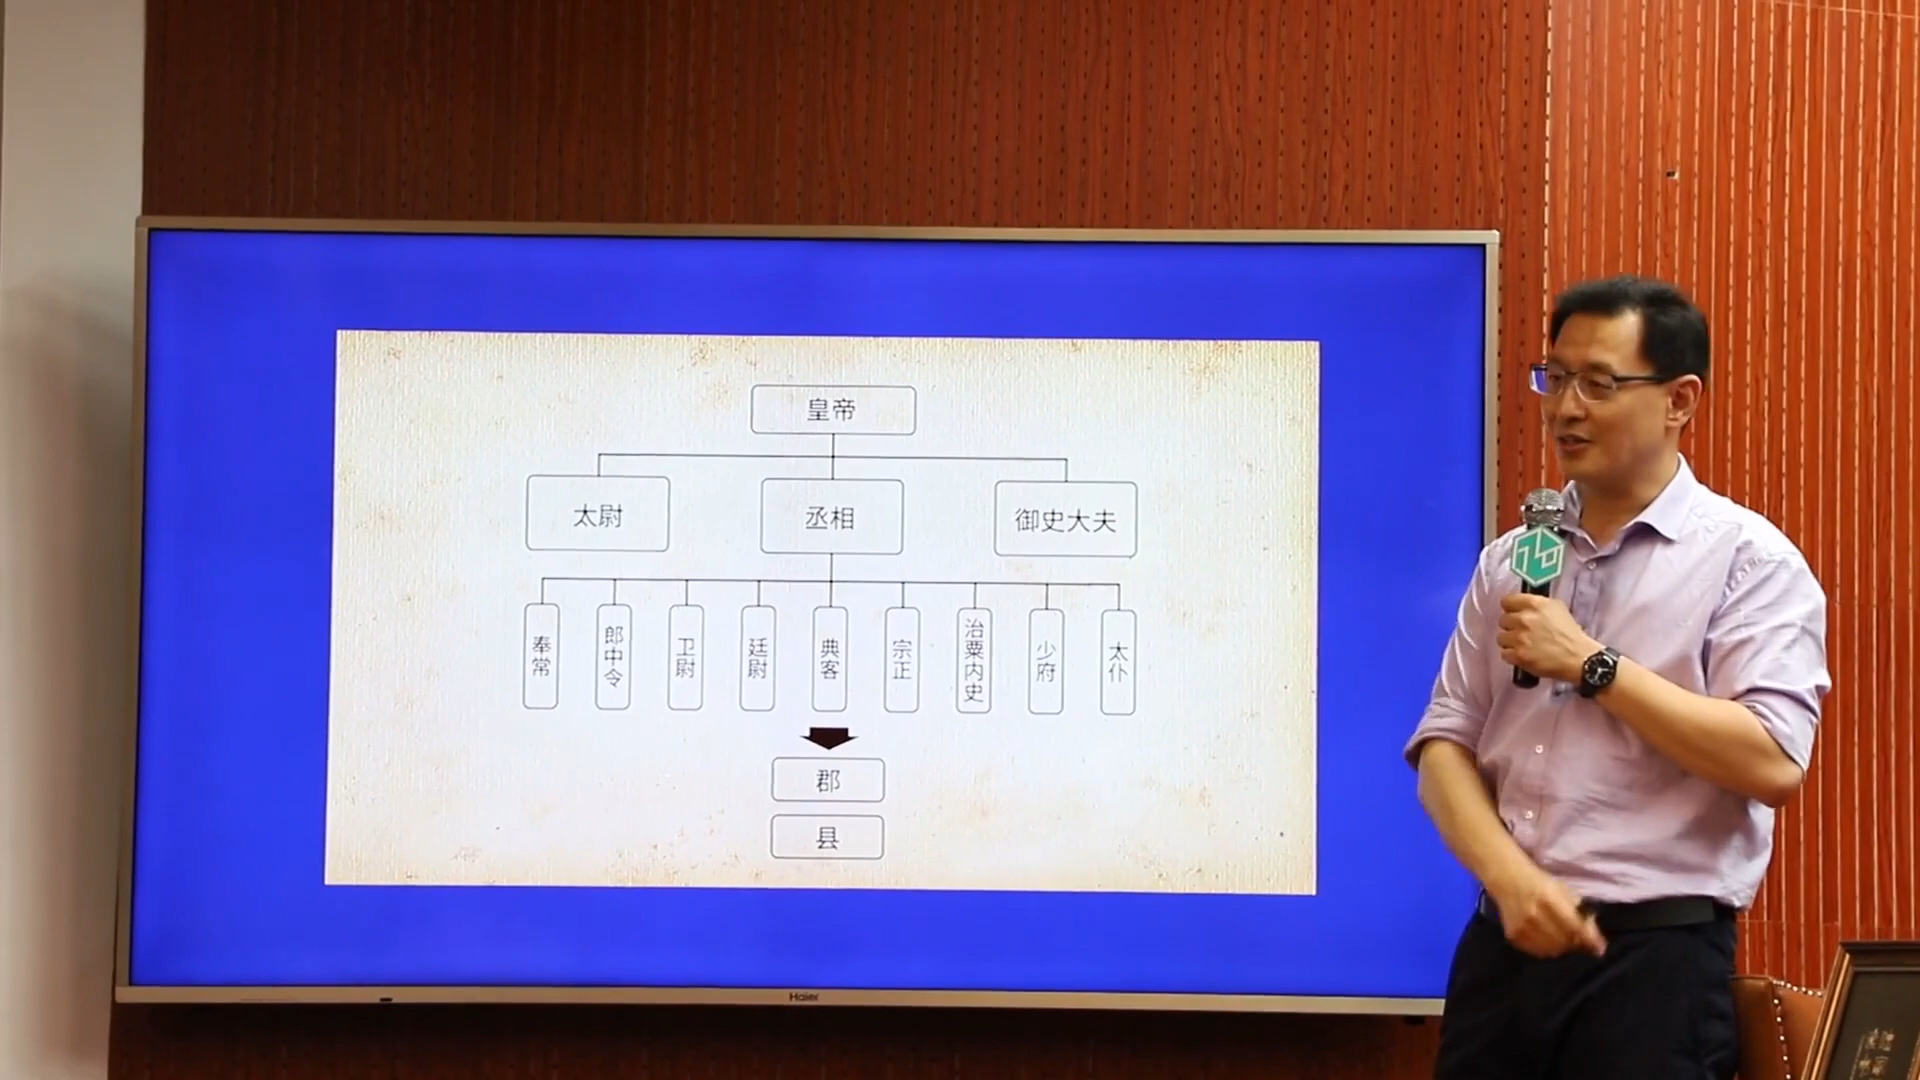 皇帝
太尉
丞相
御史大夫
奉常
郎中令
卫尉
廷尉
典客
宗正
治粟内史
少府
太仆
郡
县
Haier